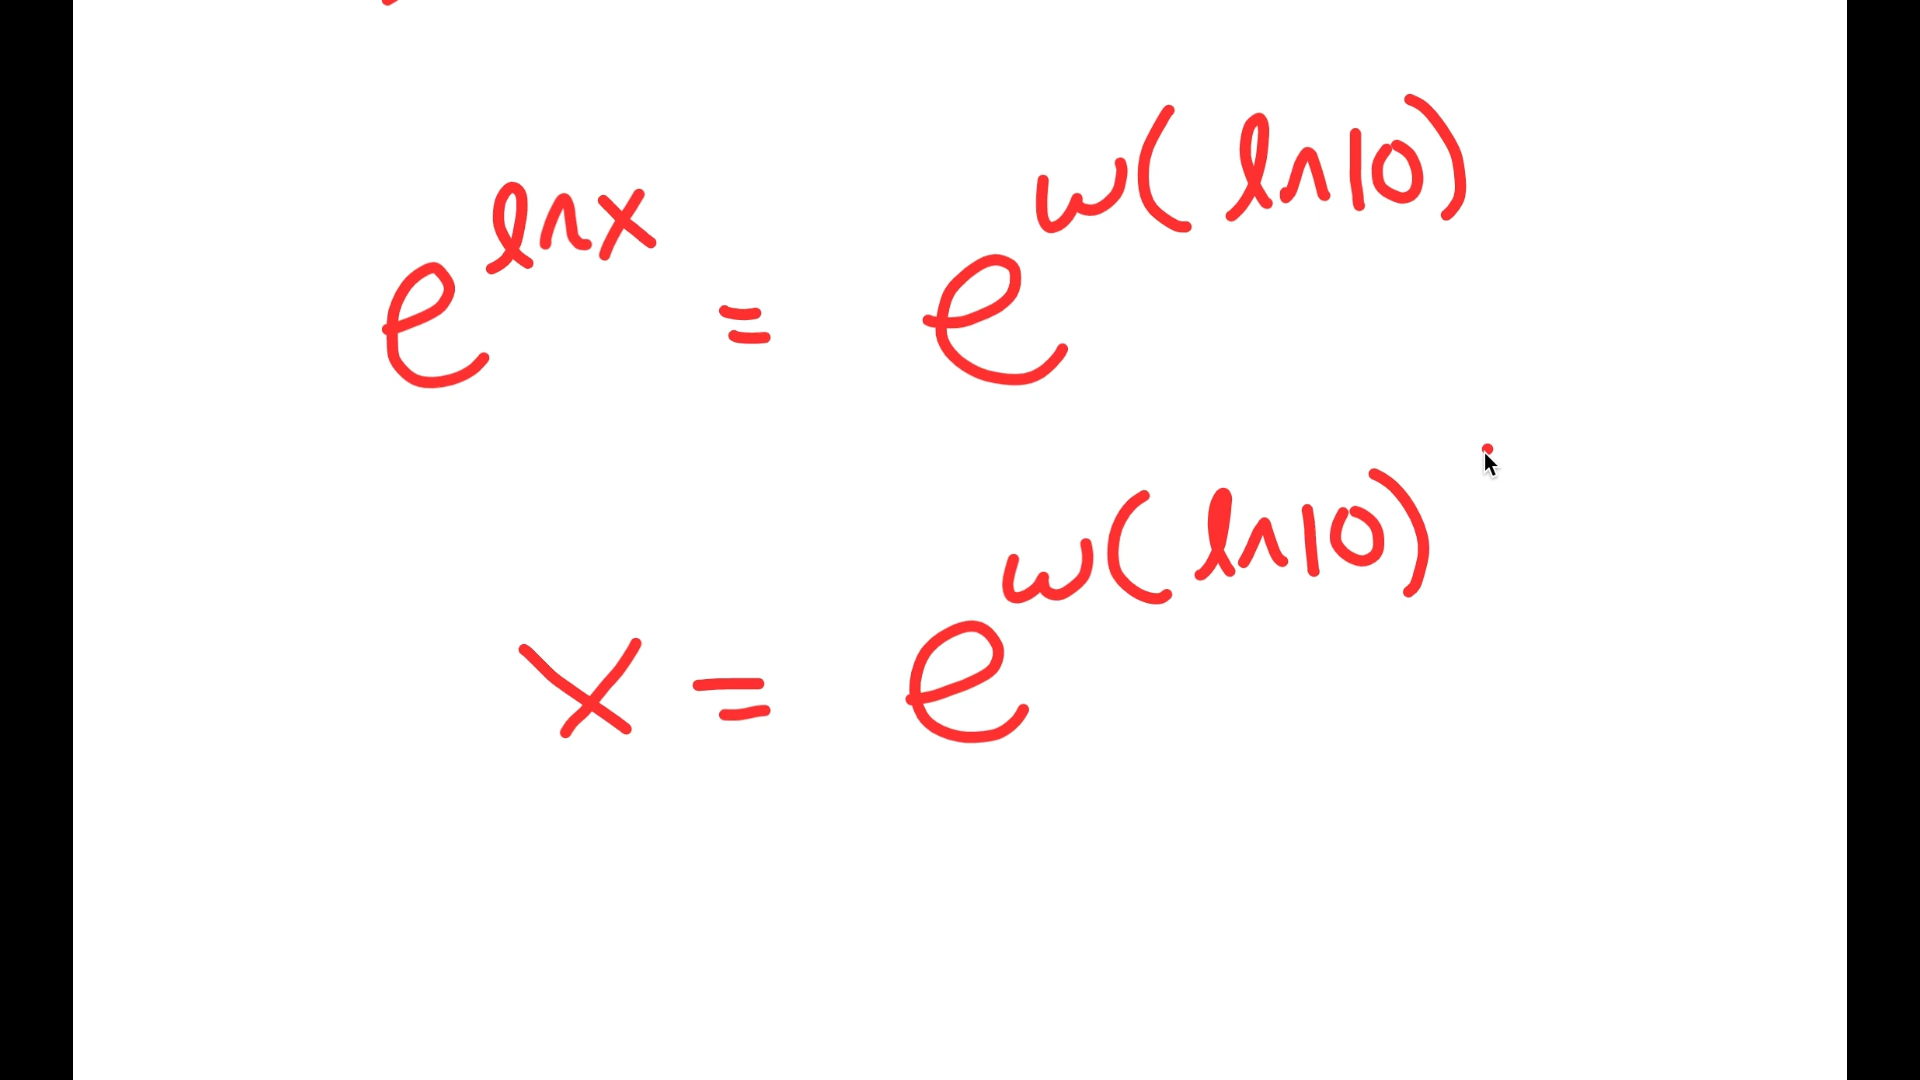 e^{ln x} = e^{w(ln 10)}
x = e^{w(ln 10)}